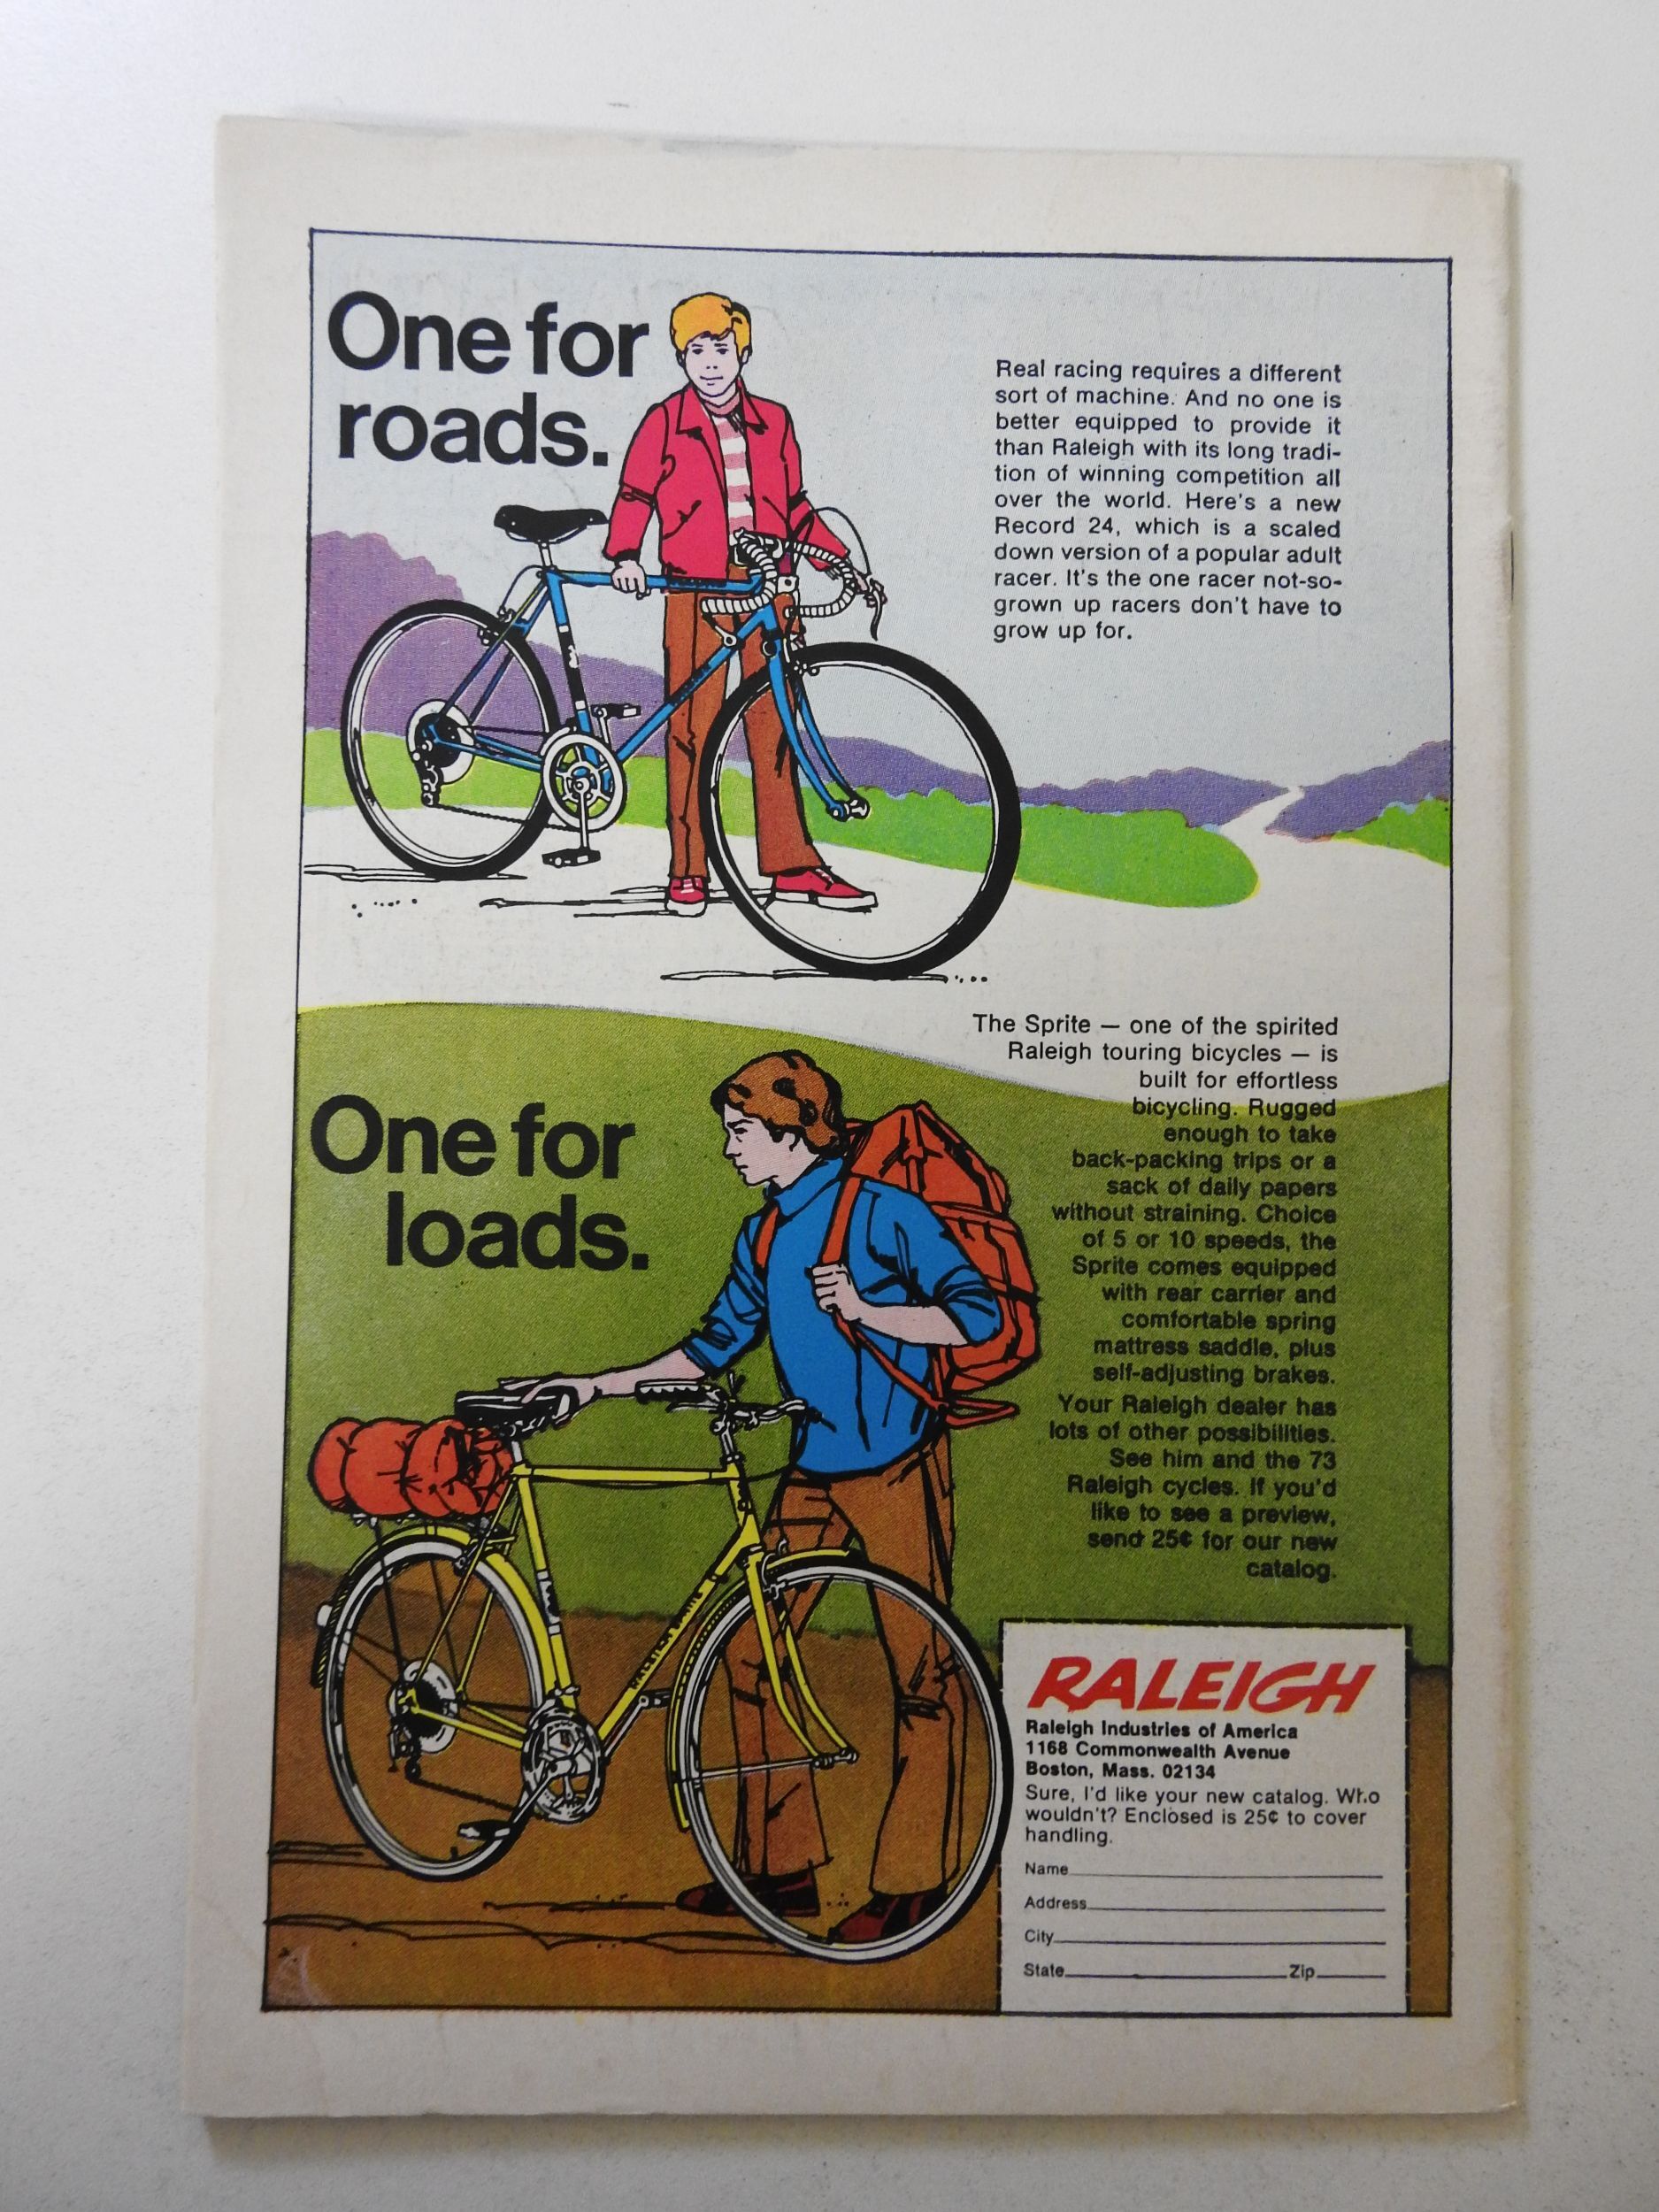 One for
roads.
Real racing requires a different
sort of machine. And no one is
better equipped to provide it
than Raleigh with its long tradi-
tion of winning competition all
over the world. Here's a new
Record 24, which is a scaled
down version of a popular adult
racer. It's the one racer not-so-
grown up racers don't have to
grow up for.
One for
loads.
The Sprite — one of the spirited
Raleigh touring bicycles — is
built for effortless
bicycling. Rugged
enough to take
back-packing trips or a
sack of daily papers
without straining. Choice
of 5 or 10 speeds, the
Sprite comes equipped
with rear carrier and
comfortable spring
mattress saddle, plus
self-adjusting brakes.
Your Raleigh dealer has
lots of other possibilities.
See him and the 73
Raleigh cycles. If you'd
like to see a preview,
send 25¢ for our new
catalog.
RALEIGH
Raleigh Industries of America
1168 Commonwealth Avenue
Boston, Mass. 02134
Sure, I'd like your new catalog. Who
wouldn't? Enclosed is 25¢ to cover
handling.
Name
Address
City
State Zip